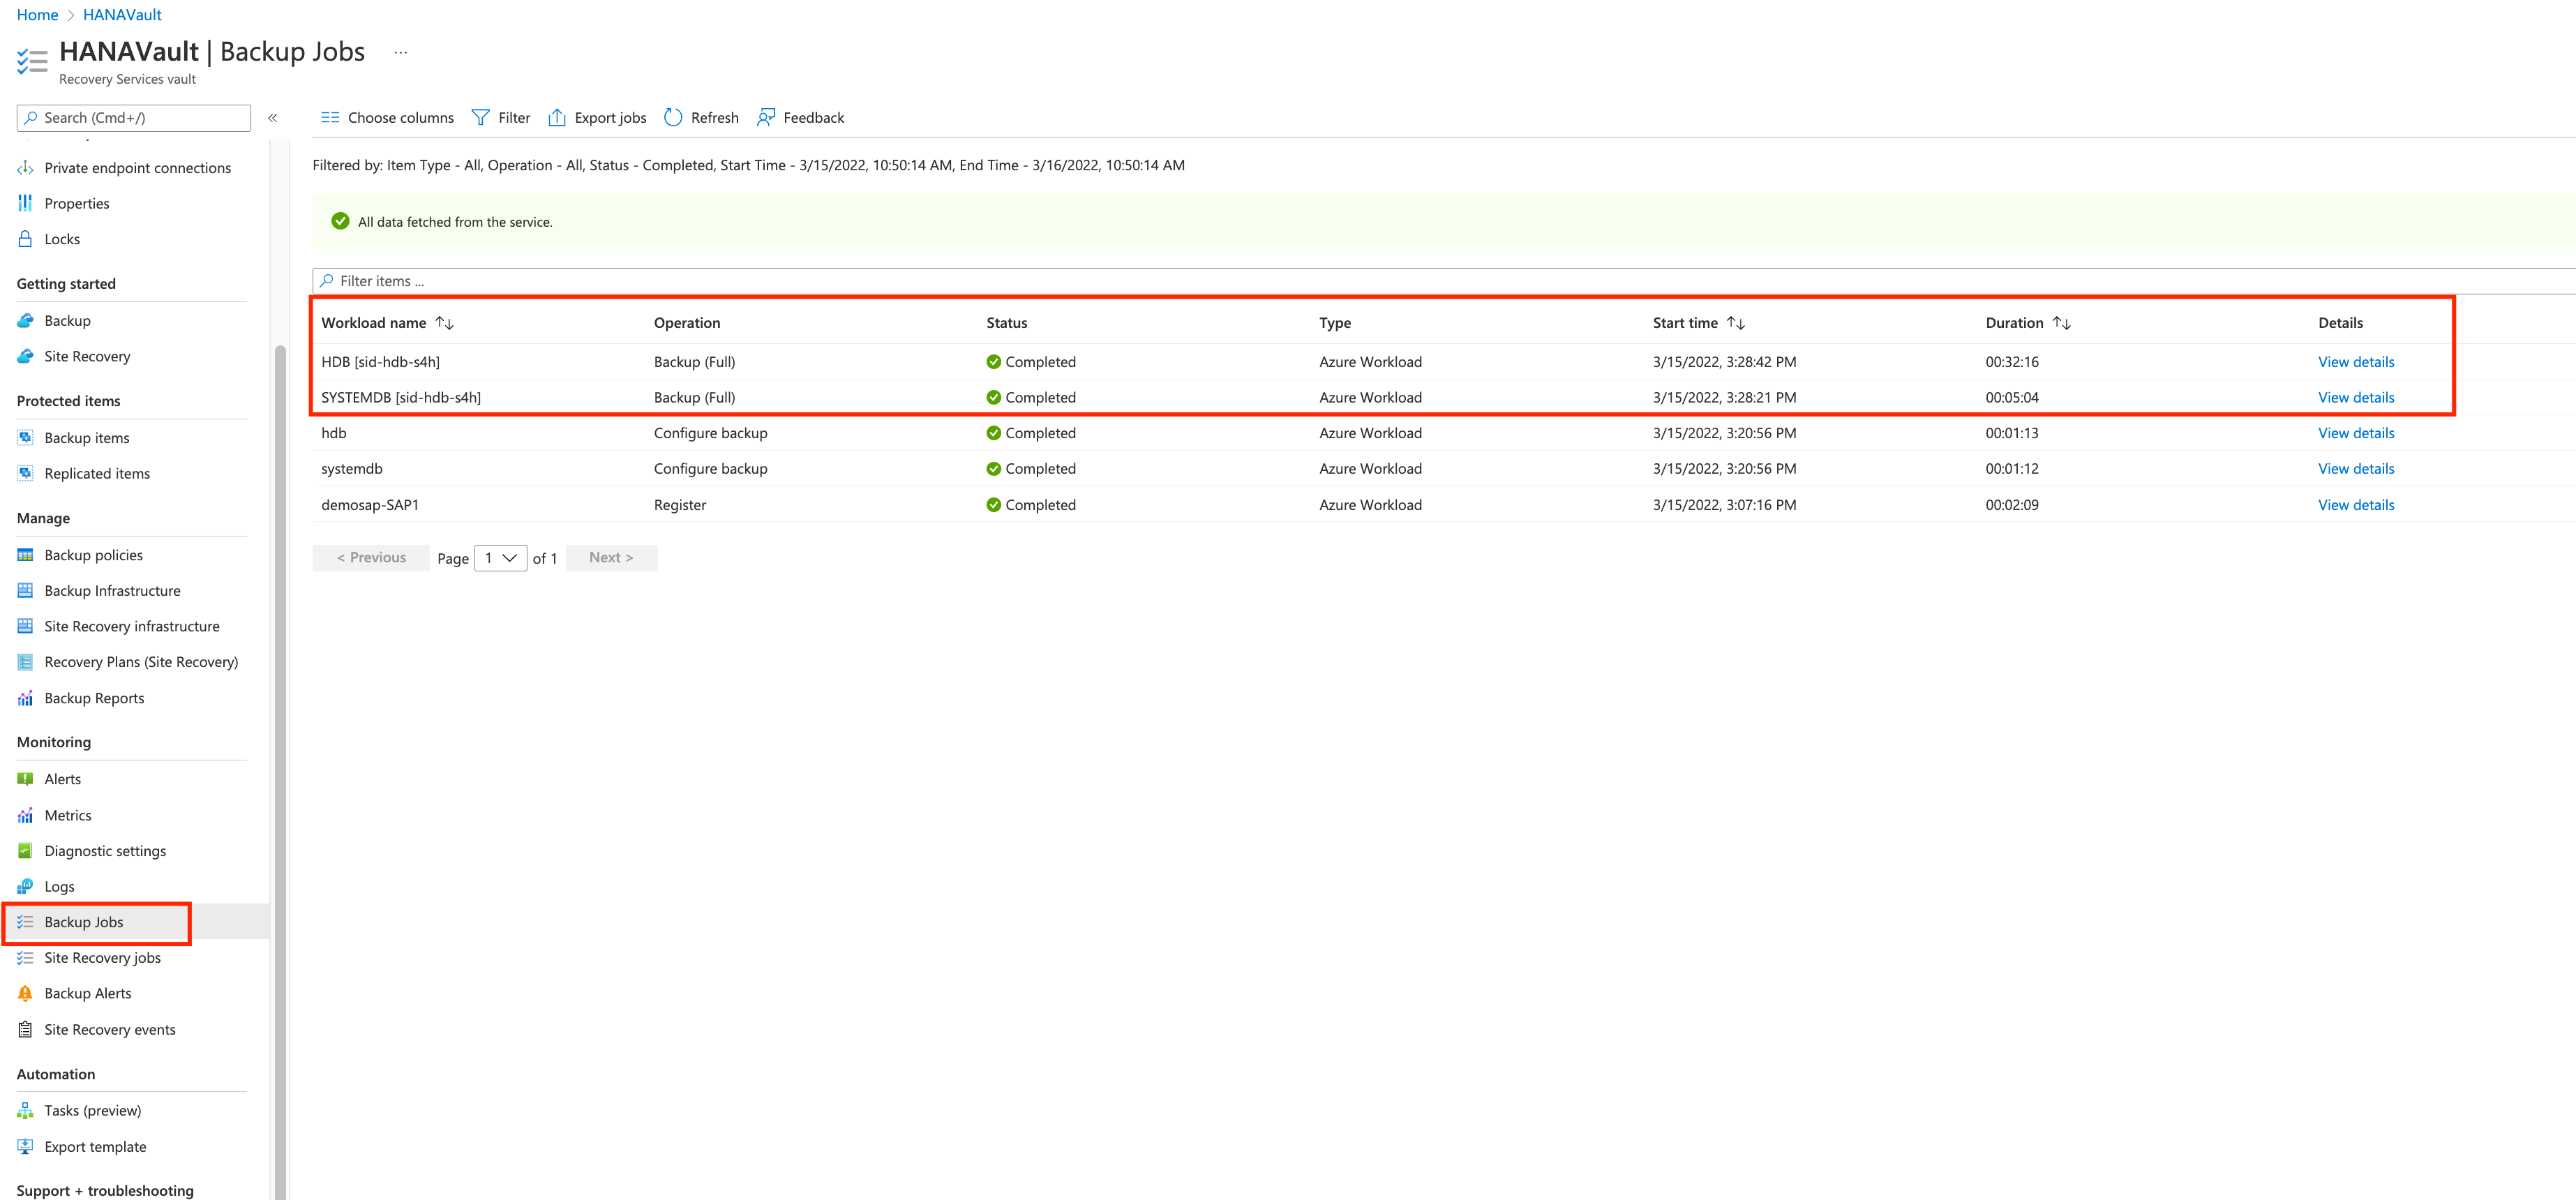 Home > HANAVault
HANAVault | Backup Jobs ...
Recovery Services vault
Search (Cmd+/)
«
Private endpoint connections
Properties
Locks
Getting started
Backup
Site Recovery
Protected items
Backup items
Replicated items
Manage
Backup policies
Backup Infrastructure
Site Recovery infrastructure
Recovery Plans (Site Recovery)
Backup Reports
Monitoring
Alerts
Metrics
Diagnostic settings
Logs
Backup Jobs
Site Recovery jobs
Backup Alerts
Site Recovery events
Automation
Tasks (preview)
Export template
Support + troubleshooting
Choose columns Filter Export jobs Refresh Feedback
Filtered by: Item Type - All, Operation - All, Status - Completed, Start Time - 3/15/2022, 10:50:14 AM, End Time - 3/16/2022, 10:50:14 AM
All data fetched from the service.
Filter items ...
Workload name ↑↓ Operation Status Type Start time ↑↓ Duration ↑↓ Details
HDB [sid-hdb-s4h] Backup (Full) Completed Azure Workload 3/15/2022, 3:28:42 PM 00:32:16 View details
SYSTEMDB [sid-hdb-s4h] Backup (Full) Completed Azure Workload 3/15/2022, 3:28:21 PM 00:05:04 View details
hdb Configure backup Completed Azure Workload 3/15/2022, 3:20:56 PM 00:01:13 View details
systemdb Configure backup Completed Azure Workload 3/15/2022, 3:20:56 PM 00:01:12 View details
demosap-SAP1 Register Completed Azure Workload 3/15/2022, 3:07:16 PM 00:02:09 View details
< Previous Page 1 of 1 Next >